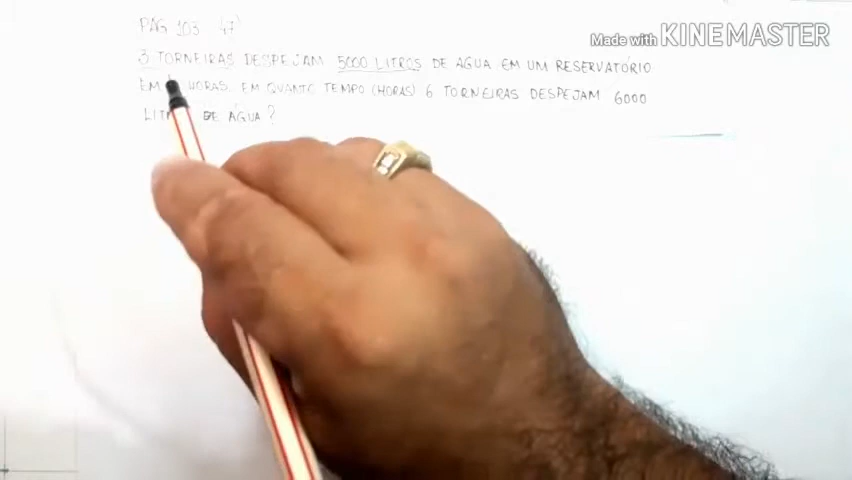 PAG 103 47)
Made with KINEMASTER
3 TORNEIRAS DESPEJAM 5000 LITROS DE AGUA EM UM RESERVATÓRIO
EM HORAS. EM QUANTO TEMPO (HORAS) 6 TORNEIRAS DESPEJAM 6000
DE ÁGUA ?